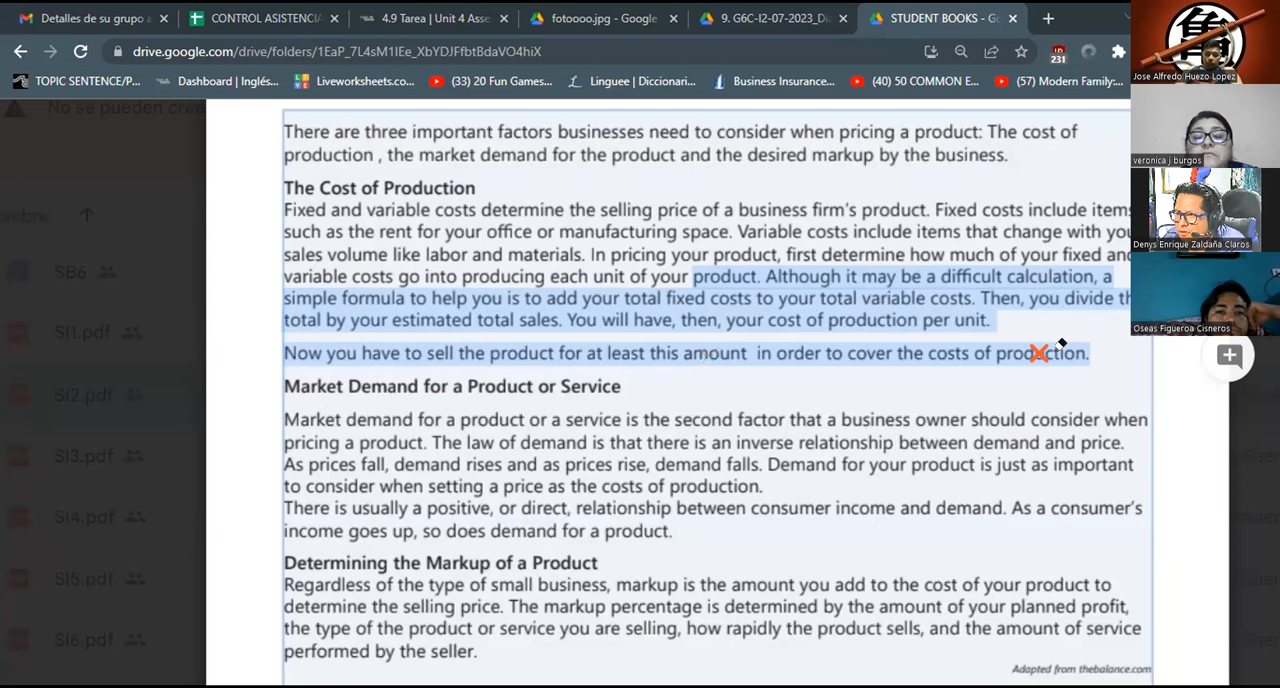 Detalles de su grupo
CONTROL ASISTENCI
4.9 Tarea | Unit 4 Asse
fotoooo.jpg - Google
9. G6C-I2-07-2023_Di
STUDENT BOOKS - Go
drive.google.com/drive/folders/1EaP_7L4sM1IEe_XbYDJFfbtBdaVO4hiX
231
TOPIC SENTENCE/P...
Dashboard | Inglés...
Liveworksheets.co...
(33) 20 Fun Games...
Linguee | Diccionar...
Business Insurance...
(40) 50 COMMON E...
(57) Modern Family:...
Jose Alfredo Huezo Lopez
veronica j burgos
Denys Enrique Zaldaña Claros
Oseas Figueroa Cisneros
No se pueden crea
SB6
SI1.pdf
SI2.pdf
SI3.pdf
SI4.pdf
SI5.pdf
SI6.pdf
There are three important factors businesses need to consider when pricing a product: The cost of
production , the market demand for the product and the desired markup by the business.
The Cost of Production
Fixed and variable costs determine the selling price of a business firm's product. Fixed costs include items
such as the rent for your office or manufacturing space. Variable costs include items that change with you
sales volume like labor and materials. In pricing your product, first determine how much of your fixed and
variable costs go into producing each unit of your product. Although it may be a difficult calculation, a
simple formula to help you is to add your total fixed costs to your total variable costs. Then, you divide th
total by your estimated total sales. You will have, then, your cost of production per unit.
Now you have to sell the product for at least this amount in order to cover the costs of production.
Market Demand for a Product or Service
Market demand for a product or a service is the second factor that a business owner should consider when
pricing a product. The law of demand is that there is an inverse relationship between demand and price.
As prices fall, demand rises and as prices rise, demand falls. Demand for your product is just as important
to consider when setting a price as the costs of production.
There is usually a positive, or direct, relationship between consumer income and demand. As a consumer's
income goes up, so does demand for a product.
Determining the Markup of a Product
Regardless of the type of small business, markup is the amount you add to the cost of your product to
determine the selling price. The markup percentage is determined by the amount of your planned profit,
the type of the product or service you are selling, how rapidly the product sells, and the amount of service
performed by the seller.
Adapted from thebalance.com